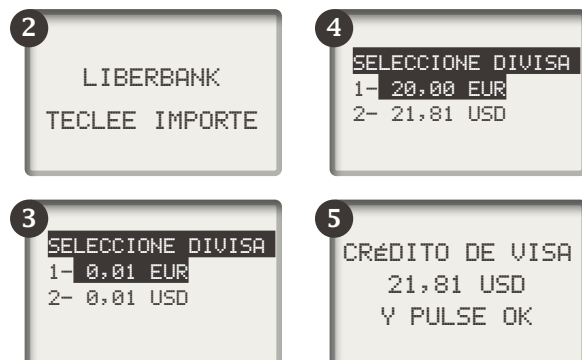 2
LIBERBANK
TECLEE IMPORTE
3
SELECCIONE DIVISA
1- 0,01 EUR
2- 0,01 USD
4
SELECCIONE DIVISA
1- 20,00 EUR
2- 21,81 USD
5
CRéDITO DE VISA
21,81 USD
Y PULSE OK